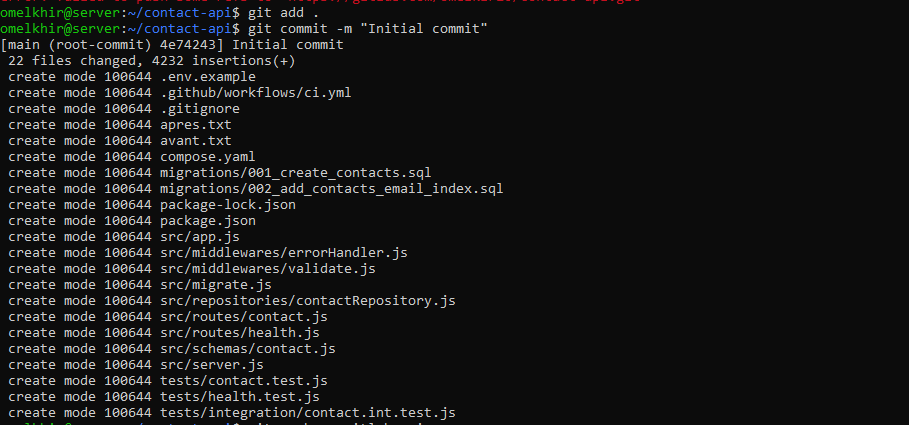 omelkhir@server:~/contact-api$ git add .
omelkhir@server:~/contact-api$ git commit -m "Initial commit"
[main (root-commit) 4e74243] Initial commit
 22 files changed, 4232 insertions(+)
 create mode 100644 .env.example
 create mode 100644 .github/workflows/ci.yml
 create mode 100644 .gitignore
 create mode 100644 apres.txt
 create mode 100644 avant.txt
 create mode 100644 compose.yaml
 create mode 100644 migrations/001_create_contacts.sql
 create mode 100644 migrations/002_add_contacts_email_index.sql
 create mode 100644 package-lock.json
 create mode 100644 package.json
 create mode 100644 src/app.js
 create mode 100644 src/middlewares/errorHandler.js
 create mode 100644 src/middlewares/validate.js
 create mode 100644 src/migrate.js
 create mode 100644 src/repositories/contactRepository.js
 create mode 100644 src/routes/contact.js
 create mode 100644 src/routes/health.js
 create mode 100644 src/schemas/contact.js
 create mode 100644 src/server.js
 create mode 100644 tests/contact.test.js
 create mode 100644 tests/health.test.js
 create mode 100644 tests/integration/contact.int.test.js